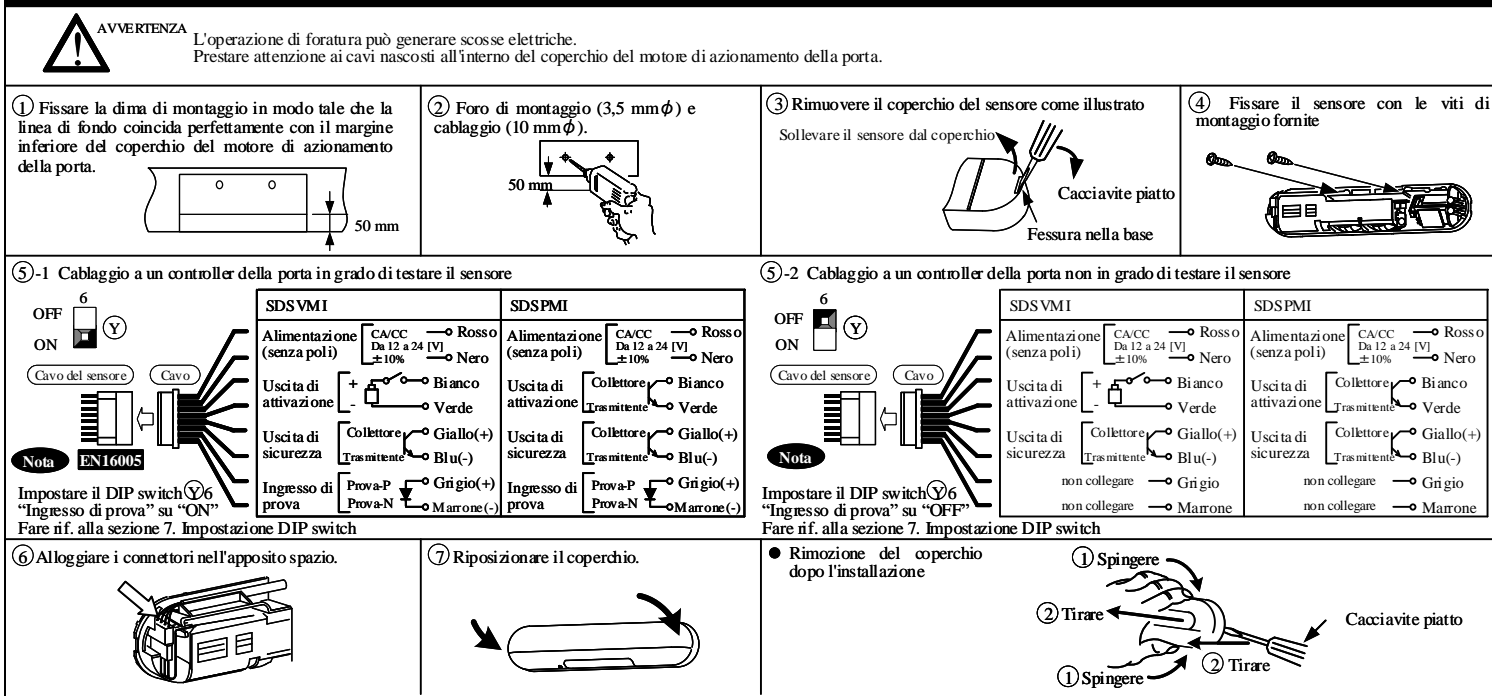 AVVERTENZA
L'operazione di foratura può generare scosse elettriche.
Prestare attenzione ai cavi nascosti all'interno del coperchio del motore di azionamento della porta.
① Fissare la dima di montaggio in modo tale che la
linea di fondo coincida perfettamente con il margine
inferiore del coperchio del motore di azionamento
della porta.
50 mm
② Foro di montaggio (3,5 mmϕ) e
cablaggio (10 mmϕ).
50 mm
③ Rimuovere il coperchio del sensore come illustrato
Sollevare il sensore dal coperchio
Cacciavite piatto
Fessura nella base
④ Fissare il sensore con le viti di
montaggio fornite
⑤-1 Cablaggio a un controller della porta in grado di testare il sensore
6
OFF
ON
Ⓨ
Cavo del sensore
Cavo
Nota
EN16005
Impostare il DIP switch Ⓨ6
“Ingresso di prova” su “ON”
Fare rif. alla sezione 7. Impostazione DIP switch
SDSVMI
Alimentazione
(senza poli)
CA/CC
Da 12 a 24 [V]
±10%
Rosso
Nero
Uscita di
attivazione
+
-
Bianco
Verde
Uscita di
sicurezza
Collettore
Trasmittente
Giallo(+)
Blu(-)
Ingresso di
prova
Prova-P
Prova-N
Grigio(+)
Marrone(-)
SDSPMI
Alimentazione
(senza poli)
CA/CC
Da 12 a 24 [V]
±10%
Rosso
Nero
Uscita di
attivazione
Collettore
Trasmittente
Bianco
Verde
Uscita di
sicurezza
Collettore
Trasmittente
Giallo(+)
Blu(-)
Ingresso di
prova
Prova-P
Prova-N
Grigio(+)
Marrone(-)
⑤-2 Cablaggio a un controller della porta non in grado di testare il sensore
6
OFF
ON
Ⓨ
Cavo del sensore
Cavo
Nota
Impostare il DIP switch Ⓨ6
“Ingresso di prova” su “OFF”
Fare rif. alla sezione 7. Impostazione DIP switch
SDSVMI
Alimentazione
(senza poli)
CA/CC
Da 12 a 24 [V]
±10%
Rosso
Nero
Uscita di
attivazione
+
-
Bianco
Verde
Uscita di
sicurezza
Collettore
Trasmittente
Giallo(+)
Blu(-)
non collegare
Grigio
non collegare
Marrone
SDSPMI
Alimentazione
(senza poli)
CA/CC
Da 12 a 24 [V]
±10%
Rosso
Nero
Uscita di
attivazione
Collettore
Trasmittente
Bianco
Verde
Uscita di
sicurezza
Collettore
Trasmittente
Giallo(+)
Blu(-)
non collegare
Grigio
non collegare
Marrone
⑥ Alloggiare i connettori nell'apposito spazio.
⑦ Riposizionare il coperchio.
● Rimozione del coperchio
dopo l'installazione
① Spingere
② Tirare
Cacciavite piatto
② Tirare
① Spingere